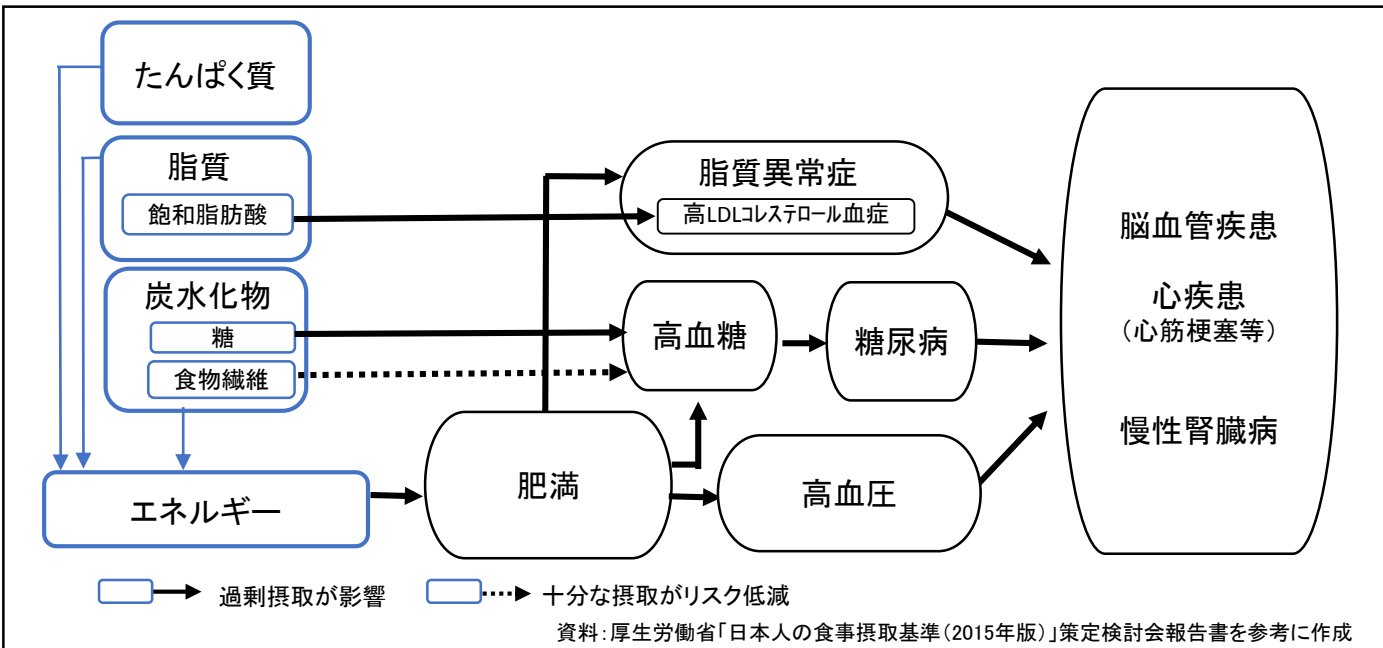 たんぱく質
脂質
飽和脂肪酸
炭水化物
糖
食物繊維
エネルギー
肥満
脂質異常症
高LDLコレステロール血症
高血糖
糖尿病
高血圧
脳血管疾患
心疾患
（心筋梗塞等）
慢性腎臓病
過剰摂取が影響
十分な摂取がリスク低減
資料：厚生労働省「日本人の食事摂取基準（2015年版）」策定検討会報告書を参考に作成